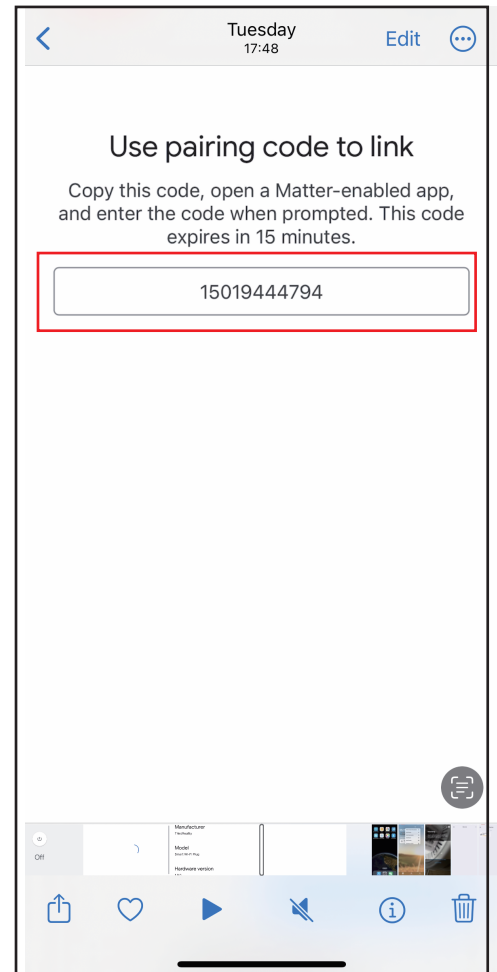 Tuesday
17:48
Edit
Use pairing code to link
Copy this code, open a Matter-enabled app,
and enter the code when prompted. This code
expires in 15 minutes.
15019444794
Off
Manufacturer
Model
Hardware version